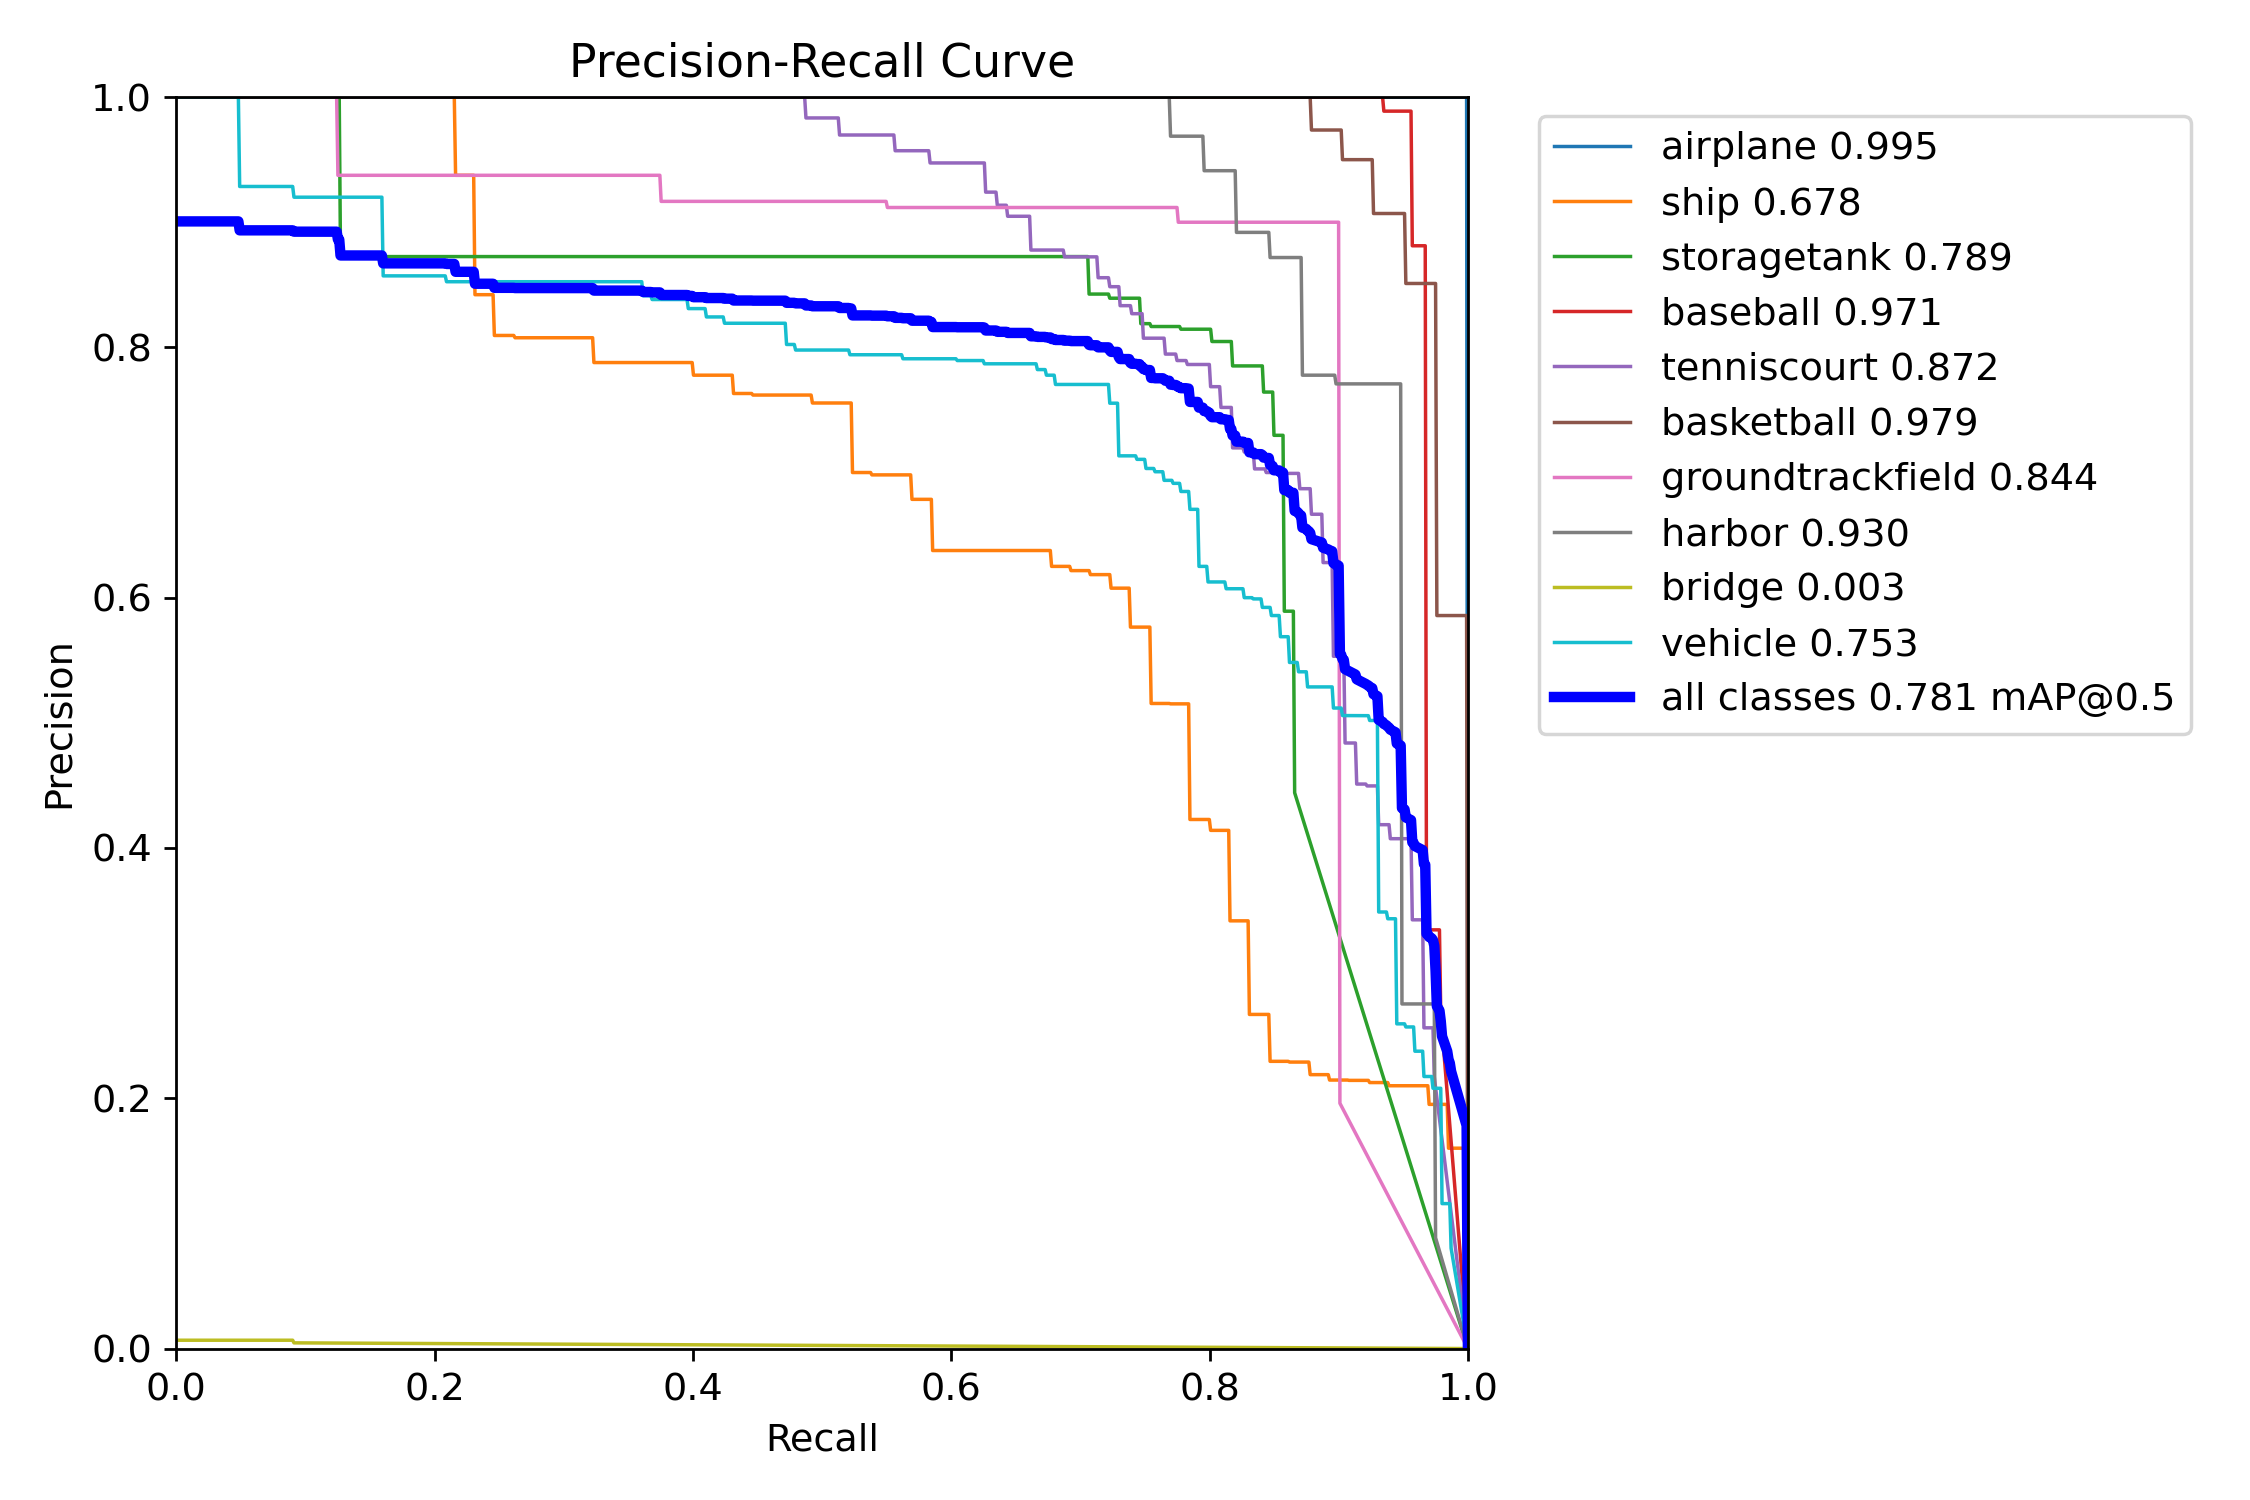 Precision-Recall Curve
1.0
0.8
0.6
0.4
0.2
0.0
Precision
0.0 0.2 0.4 0.6 0.8 1.0
Recall
airplane 0.995
ship 0.678
storagetank 0.789
baseball 0.971
tenniscourt 0.872
basketball 0.979
groundtrackfield 0.844
harbor 0.930
bridge 0.003
vehicle 0.753
all classes 0.781 mAP@0.5